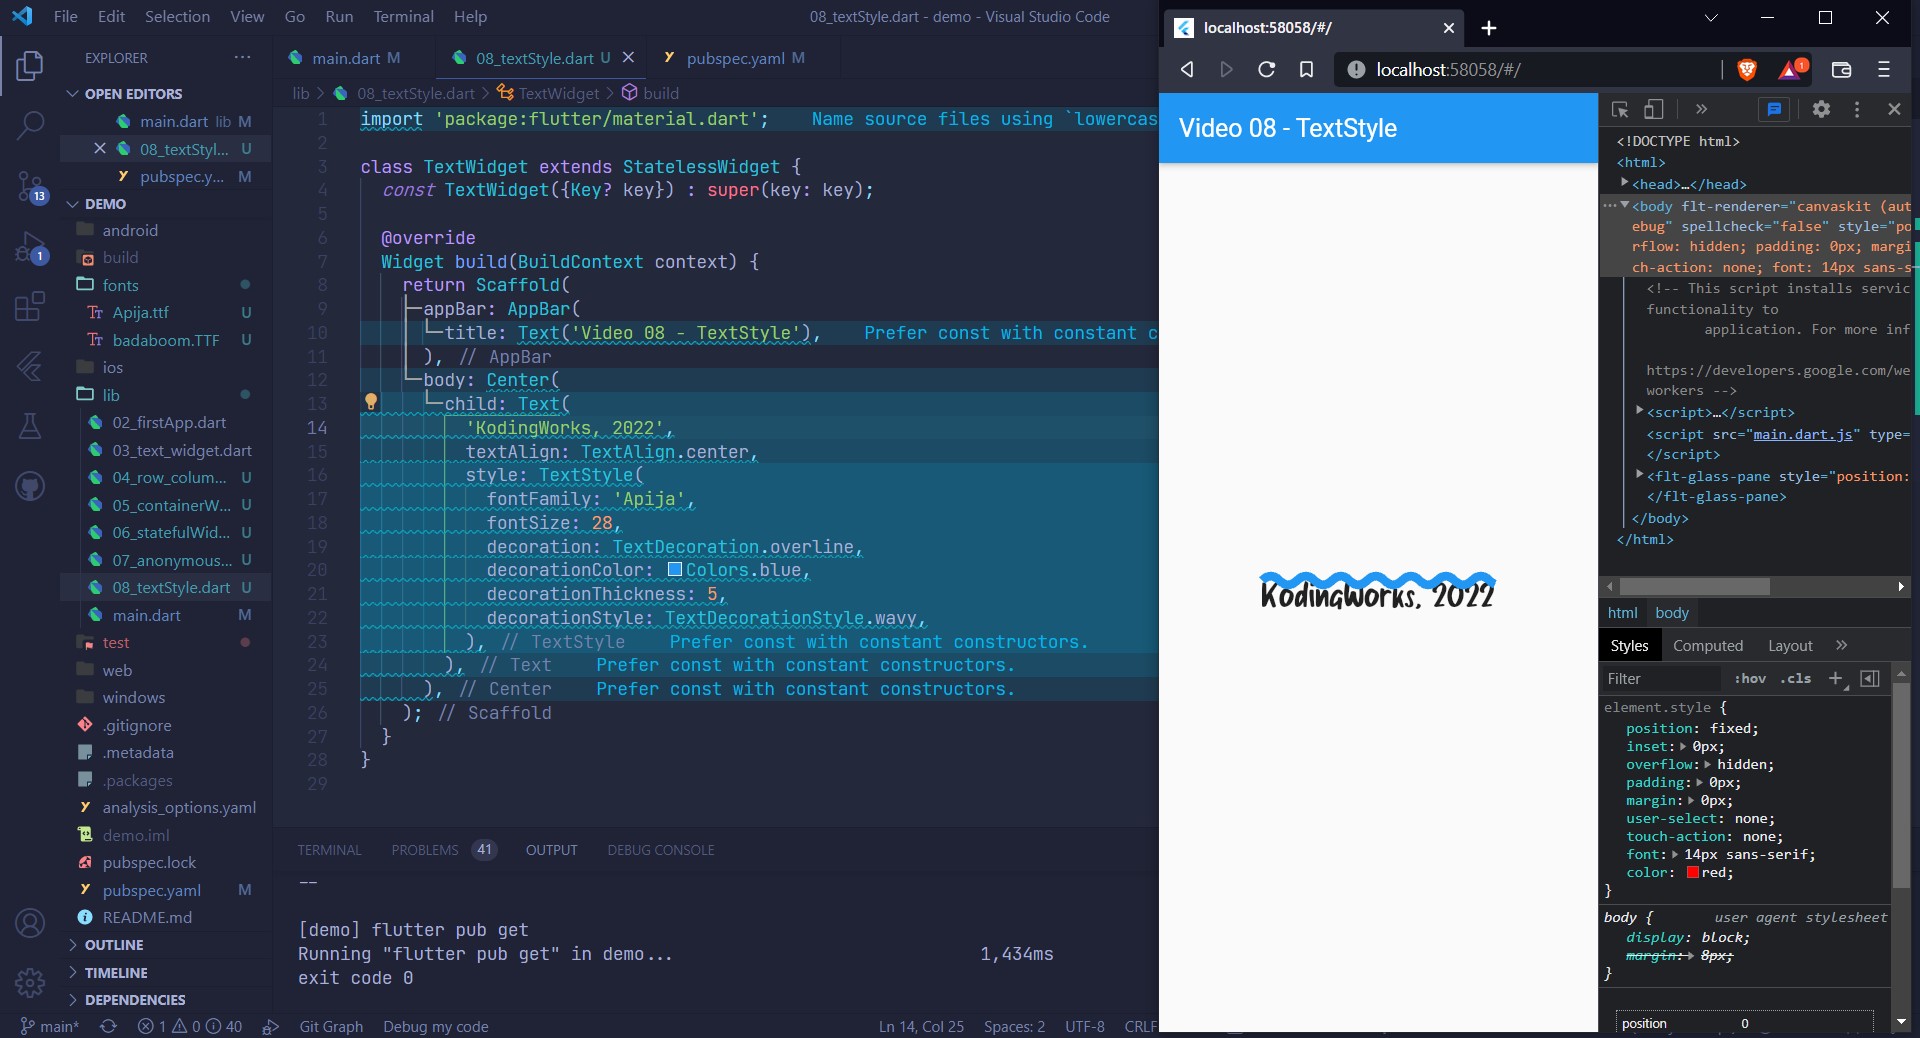 File Edit Selection View Go Run Terminal Help
08_textStyle.dart - demo - Visual Studio Code
EXPLORER
OPEN EDITORS
main.dart lib M
08_textStyl... U
pubspec.y... M
DEMO
android
build
fonts
Apija.ttf U
badaboom.TTF U
ios
lib
02_firstApp.dart
03_text_widget.dart
04_row_colum... U
05_containerW... U
06_statefulWid... U
07_anonymous... U
08_textStyle.dart U
main.dart M
test
web
windows
.gitignore
.metadata
.packages
analysis_options.yaml
demo.iml
pubspec.lock
pubspec.yaml M
README.md
OUTLINE
TIMELINE
DEPENDENCIES
13
1
main.dart M 08_textStyle.dart U pubspec.yaml M
lib > 08_textStyle.dart > TextWidget > build
1 import 'package:flutter/material.dart'; Name source files using `lowercas
2
3 class TextWidget extends StatelessWidget {
4 const TextWidget({Key? key}) : super(key: key);
5
6 @override
7 Widget build(BuildContext context) {
8 return Scaffold(
9 appBar: AppBar(
10 title: Text('Video 08 - TextStyle'), Prefer const with constant c
11 ), // AppBar
12 body: Center(
13 child: Text(
14 'KodingWorks, 2022',
15 textAlign: TextAlign.center,
16 style: TextStyle(
17 fontFamily: 'Apija',
18 fontSize: 28,
19 decoration: TextDecoration.overline,
20 decorationColor: Colors.blue,
21 decorationThickness: 5,
22 decorationStyle: TextDecorationStyle.wavy,
23 ), // TextStyle Prefer const with constant constructors.
24 ), // Text Prefer const with constant constructors.
25 ), // Center Prefer const with constant constructors.
26 ); // Scaffold
27 }
28 }
29
TERMINAL PROBLEMS 41 OUTPUT DEBUG CONSOLE
--
[demo] flutter pub get
Running "flutter pub get" in demo... 1,434ms
exit code 0
main* 1 0 40 Git Graph Debug my code Ln 14, Col 25 Spaces: 2 UTF-8 CRLF
localhost:58058/#/
localhost:58058/#/
1
Video 08 - TextStyle
KodingWorks, 2022
<!DOCTYPE html>
<html>
<head>…</head>
<body flt-renderer="canvaskit (aut
ebug" spellcheck="false" style="po
rflow: hidden; padding: 0px; margi
ch-action: none; font: 14px sans-s
<!-- This script installs servic
functionality to
application. For more inf
https://developers.google.com/we
workers -->
<script>…</script>
<script src="main.dart.js" type=
</script>
<flt-glass-pane style="position:
</flt-glass-pane>
</body>
</html>
html body
Styles Computed Layout
Filter :hov .cls
element.style {
position: fixed;
inset: 0px;
overflow: hidden;
padding: 0px;
margin: 0px;
user-select: none;
touch-action: none;
font: 14px sans-serif;
color: red;
}
body { user agent stylesheet
display: block;
margin: 8px;
}
position 0